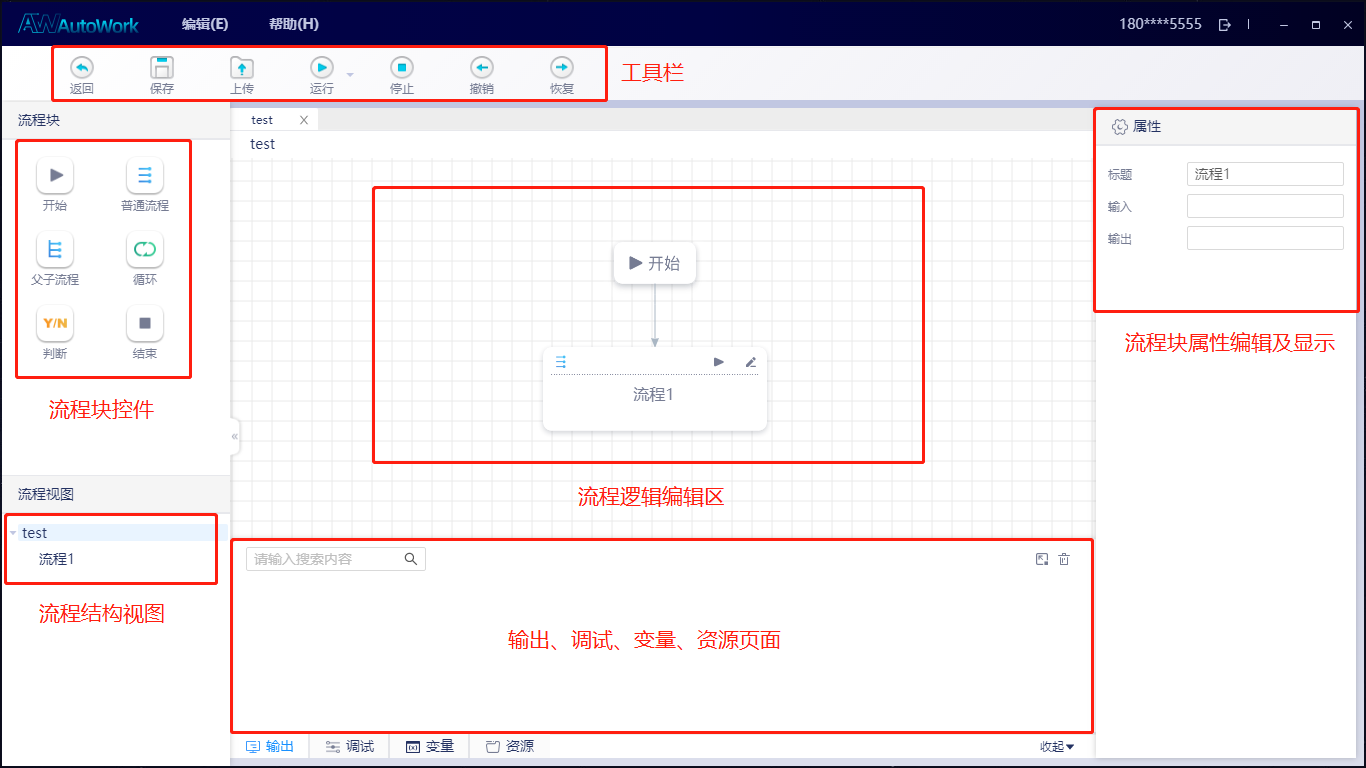 AWAutoWork 编辑(E) 帮助(H) 180****5555
返回 保存 上传 运行 停止 撤销 恢复 工具栏
流程块
开始 普通流程
父子流程 循环
Y/N
判断 结束
流程块控件
流程视图
test
流程1
流程结构视图
test
test
开始
流程1
流程逻辑编辑区
请输入搜索内容
输出、调试、变量、资源页面
输出 调试 变量 资源 收起
属性
标题 流程1
输入
输出
流程块属性编辑及显示